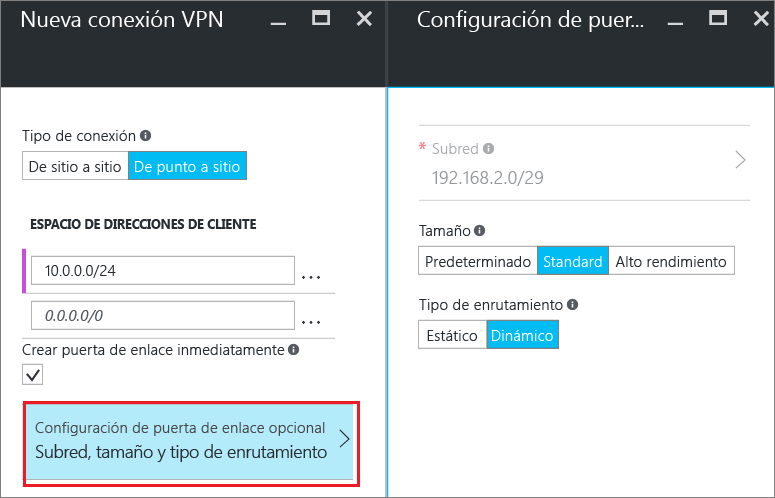 Nueva conexión VPN
Tipo de conexión
De sitio a sitio De punto a sitio
ESPACIO DE DIRECCIONES DE CLIENTE
10.0.0.0/24 ...
0.0.0.0/0 ...
Crear puerta de enlace inmediatamente
Configuración de puerta de enlace opcional
Subred, tamaño y tipo de enrutamiento
Configuración de puer...
* Subred
192.168.2.0/29
Tamaño
Predeterminado Standard Alto rendimiento
Tipo de enrutamiento
Estático Dinámico